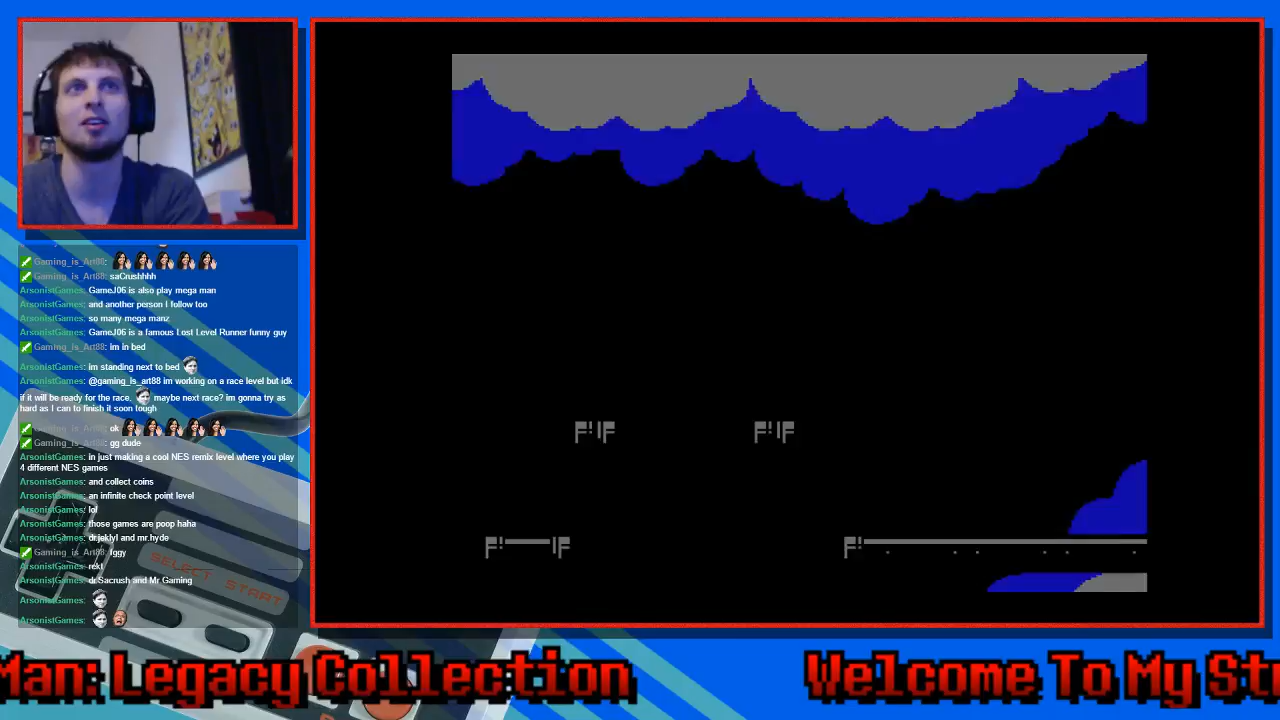 Gaming_is_Art88:
Gaming_is_Art88: saCrushhhh
ArsonistGames: GameJ06 is also play mega man
ArsonistGames: and another person I follow too
ArsonistGames: so many mega manz
ArsonistGames: GameJ06 is a famous Lost Level Runner funny guy
Gaming_is_Art88: im in bed
ArsonistGames: im standing next to bed
ArsonistGames: @gaming_is_art88 im working on a race level but idk
if it will be ready for the race. maybe next race? im gonna try as
hard as I can to finish it soon tough
Gaming_is_Art88: ok
Gaming_is_Art88: gg dude
ArsonistGames: in just making a cool NES remix level where you play
4 different NES games
ArsonistGames: and collect coins
ArsonistGames: an infinite check point level
ArsonistGames: lol
ArsonistGames: those games are poop haha
ArsonistGames: dr.jeklyl and mr.hyde
Gaming_is_Art88: Iggy
ArsonistGames: rekt
ArsonistGames: dr.Sacrush and Mr Gaming
ArsonistGames:
ArsonistGames:
SELECT START
Man: Legacy Collection Welcome To My St